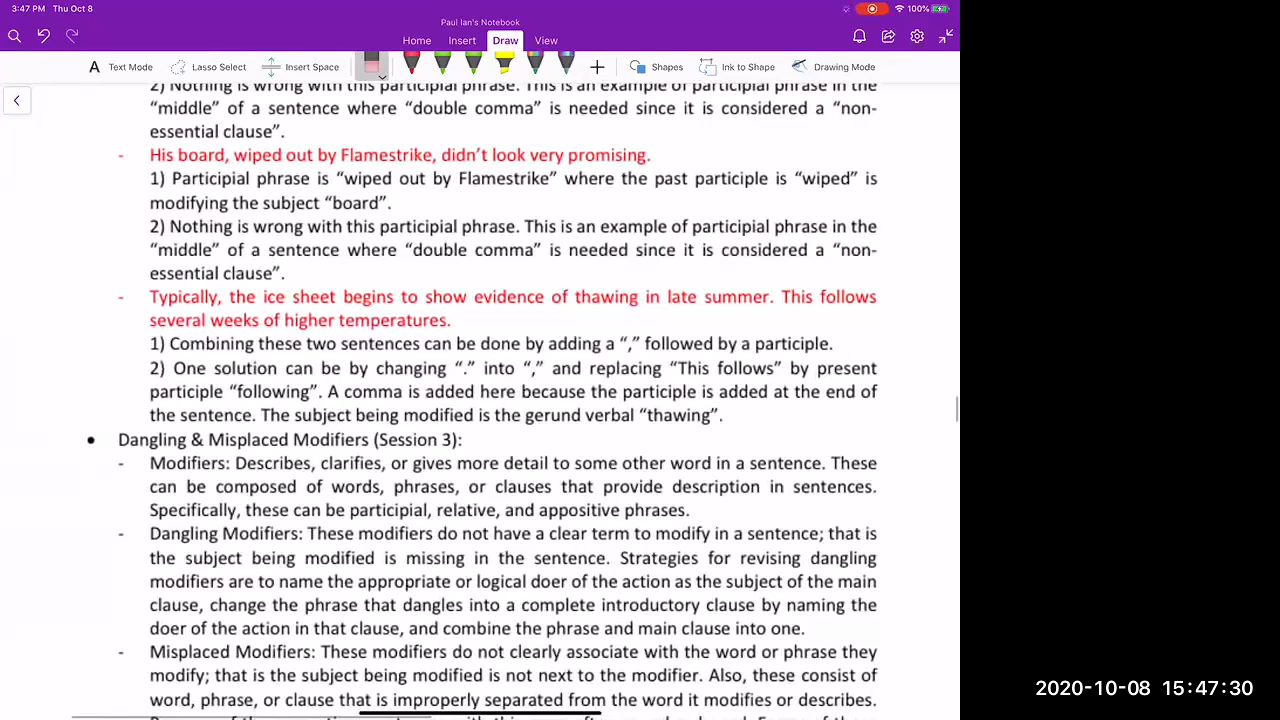 3:47 PM Thu Oct 8
100%
Paul Ian's Notebook
Home Insert Draw View
Text Mode Lasso Select Insert Space Shapes Ink to Shape Drawing Mode
2) Nothing is wrong with this participial phrase. This is an example of participial phrase in the
“middle” of a sentence where “double comma” is needed since it is considered a “non-
essential clause”.
- His board, wiped out by Flamestrike, didn’t look very promising.
1) Participial phrase is “wiped out by Flamestrike” where the past participle is “wiped” is
modifying the subject “board”.
2) Nothing is wrong with this participial phrase. This is an example of participial phrase in the
“middle” of a sentence where “double comma” is needed since it is considered a “non-
essential clause”.
- Typically, the ice sheet begins to show evidence of thawing in late summer. This follows
several weeks of higher temperatures.
1) Combining these two sentences can be done by adding a “,” followed by a participle.
2) One solution can be by changing “.” into “,” and replacing “This follows” by present
participle “following”. A comma is added here because the participle is added at the end of
the sentence. The subject being modified is the gerund verbal “thawing”.
• Dangling & Misplaced Modifiers (Session 3):
- Modifiers: Describes, clarifies, or gives more detail to some other word in a sentence. These
can be composed of words, phrases, or clauses that provide description in sentences.
Specifically, these can be participial, relative, and appositive phrases.
- Dangling Modifiers: These modifiers do not have a clear term to modify in a sentence; that is
the subject being modified is missing in the sentence. Strategies for revising dangling
modifiers are to name the appropriate or logical doer of the action as the subject of the main
clause, change the phrase that dangles into a complete introductory clause by naming the
doer of the action in that clause, and combine the phrase and main clause into one.
- Misplaced Modifiers: These modifiers do not clearly associate with the word or phrase they
modify; that is the subject being modified is not next to the modifier. Also, these consist of
word, phrase, or clause that is improperly separated from the word it modifies or describes.
2020-10-08 15:47:30